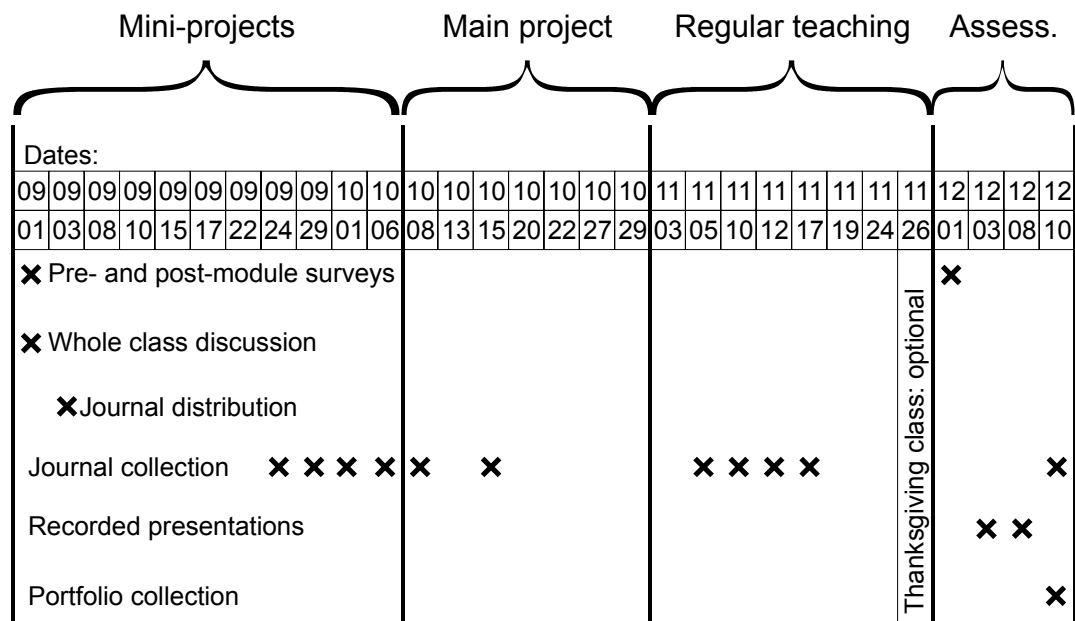 Mini-projects Main project Regular teaching Assess.
Dates:
09 09 09 09 09 09 09 09 09 10 10 10 10 10 10 10 10 10 11 11 11 11 11 11 11 11 12 12 12 12
01 03 08 10 15 17 22 24 29 01 06 08 13 15 20 22 27 29 03 05 10 12 17 19 24 26 01 03 08 10
Pre- and post-module surveys
Whole class discussion
Journal distribution
Journal collection
Recorded presentations
Portfolio collection
Thanksgiving class: optional